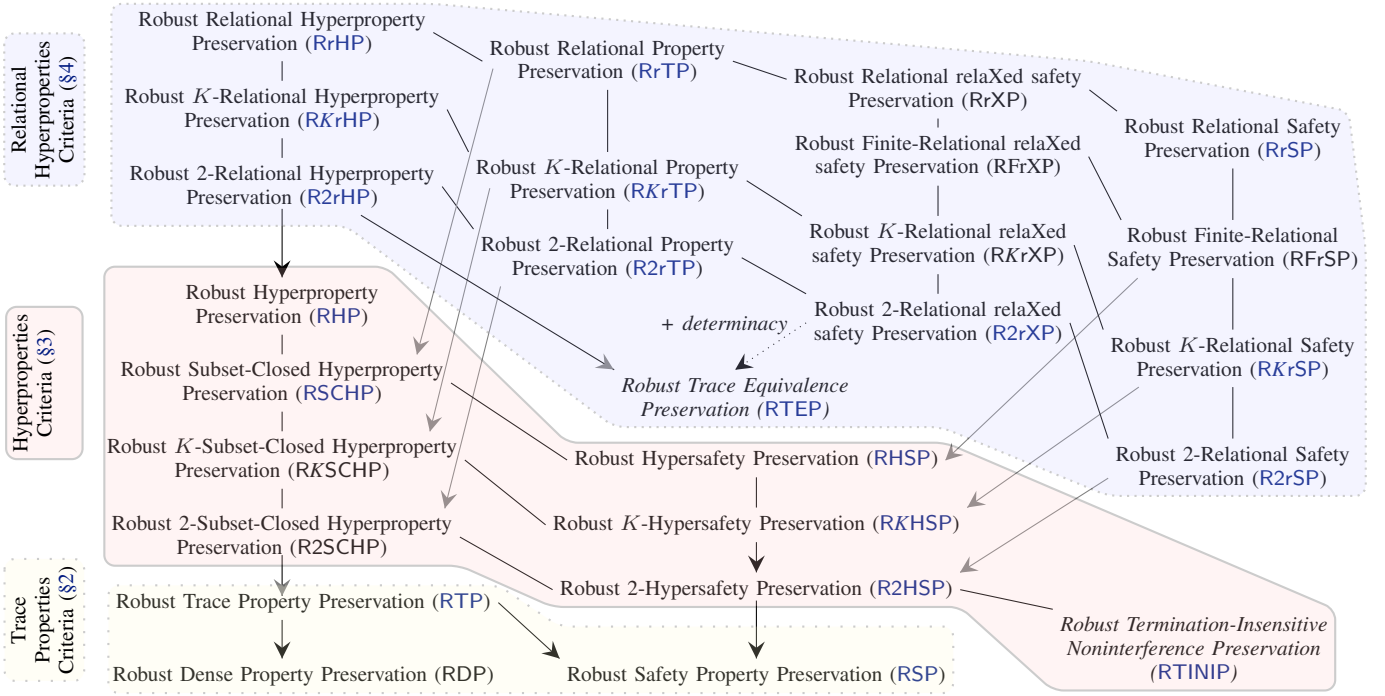 Relational
Hyperproperties
Criteria (§4)
Robust Relational Hyperproperty
Preservation (RrHP)
Robust K-Relational Hyperproperty
Preservation (RKrHP)
Robust 2-Relational Hyperproperty
Preservation (R2rHP)
Robust Relational Property
Preservation (RrTP)
Robust K-Relational Property
Preservation (RKrTP)
Robust 2-Relational Property
Preservation (R2rTP)
Robust Relational relaXed safety
Preservation (RrXP)
Robust Finite-Relational relaXed
safety Preservation (RFrXP)
Robust K-Relational relaXed
safety Preservation (RKrXP)
Robust 2-Relational relaXed
safety Preservation (R2rXP)
Robust Relational Safety
Preservation (RrSP)
Robust Finite-Relational
Safety Preservation (RFrSP)
Robust K-Relational Safety
Preservation (RKrSP)
Robust 2-Relational Safety
Preservation (R2rSP)
+ determinacy
Robust Trace Equivalence
Preservation (RTEP)
Hyperproperties
Criteria (§3)
Robust Hyperproperty
Preservation (RHP)
Robust Subset-Closed Hyperproperty
Preservation (RSCHP)
Robust K-Subset-Closed Hyperproperty
Preservation (RKSCHP)
Robust 2-Subset-Closed Hyperproperty
Preservation (R2SCHP)
Robust Hypersafety Preservation (RHSP)
Robust K-Hypersafety Preservation (RKHSP)
Robust 2-Hypersafety Preservation (R2HSP)
Robust Termination-Insensitive
Noninterference Preservation
(RTINIP)
Trace
Properties
Criteria (§2)
Robust Trace Property Preservation (RTP)
Robust Dense Property Preservation (RDP)
Robust Safety Property Preservation (RSP)